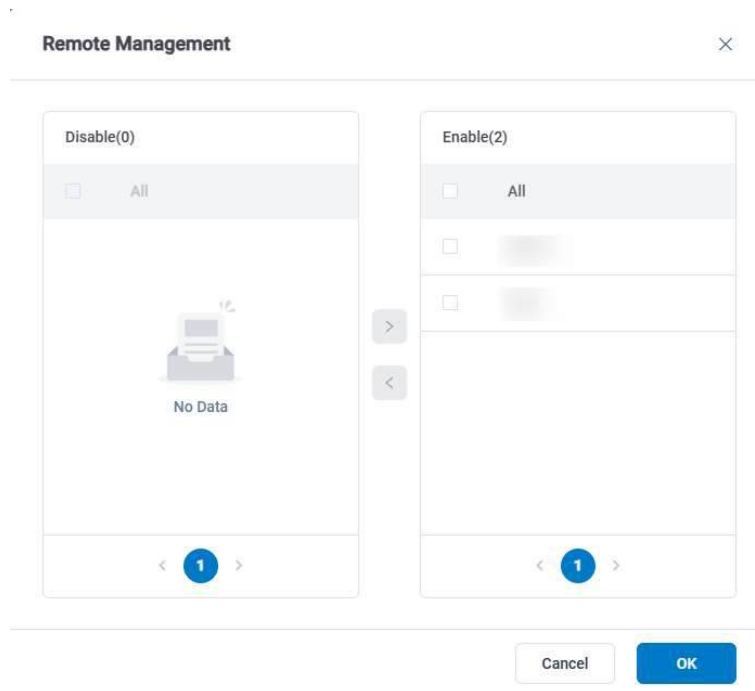 Remote Management
Disable(0)
All
No Data
1
Enable(2)
All
1
Cancel
OK